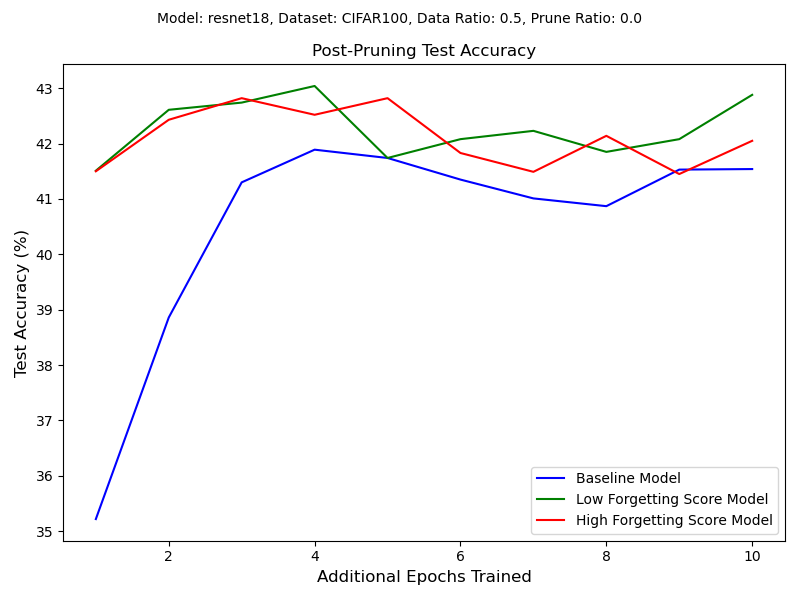 Model: resnet18, Dataset: CIFAR100, Data Ratio: 0.5, Prune Ratio: 0.0
Post-Pruning Test Accuracy
Test Accuracy (%)
43
42
41
40
39
38
37
36
35
2 4 6 8 10
Additional Epochs Trained
Baseline Model
Low Forgetting Score Model
High Forgetting Score Model